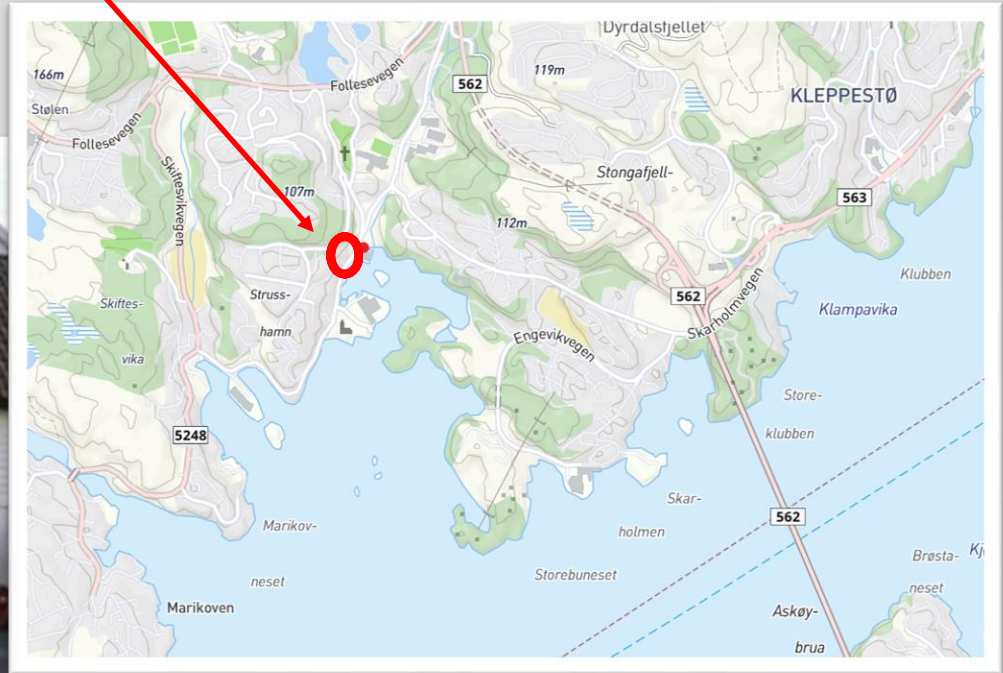 Dyrdalsfjellet
166m
Follesevegen
562
119m
KLEPPESTØ
Stølen
Follesevegen
Skiftesvikvegen
Stongafjell-
107m
563
112m
Klubben
Struss-
562
Klampavika
Skiftes-
Skarholmvegen
hamn
Engevikvegen
vika
Store-
klubben
5248
Skar-
562
Marikov-
holmen
Brøsta-
neset
Storebuneset
neset
Marikoven
Askøy-
brua